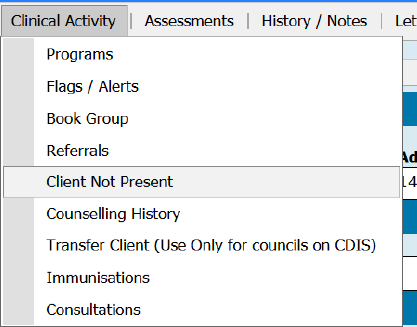 Clinical Activity | Assessments | History / Notes | Let
Programs
Flags / Alerts
Book Group
Referrals
Ad
Client Not Present
14
Counselling History
Transfer Client (Use Only for councils on CDIS)
Immunisations
Consultations